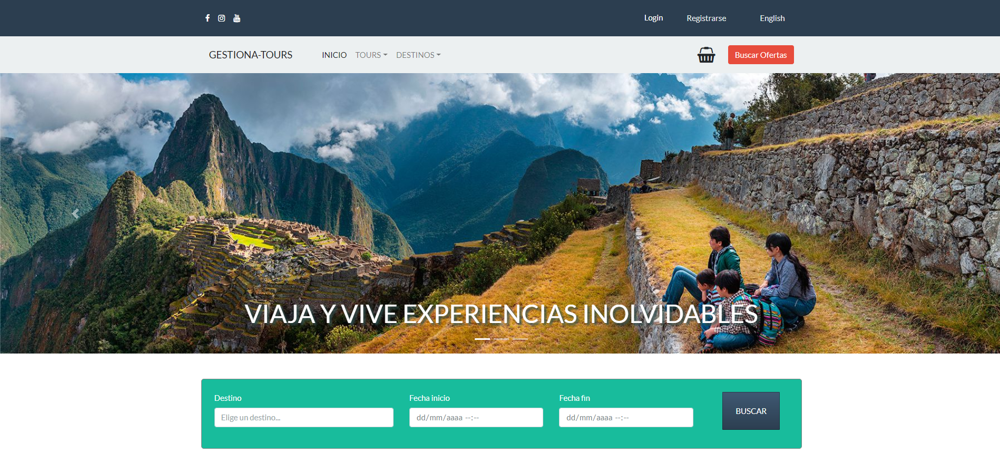 Login Registrarse English
GESTIONA-TOURS INICIO TOURS DESTINOS Buscar Ofertas
VIAJA Y VIVE EXPERIENCIAS INOLVIDABLES
Destino Fecha inicio Fecha fin
Elige un destino... dd/mm/aaaa --:-- dd/mm/aaaa --:--
BUSCAR